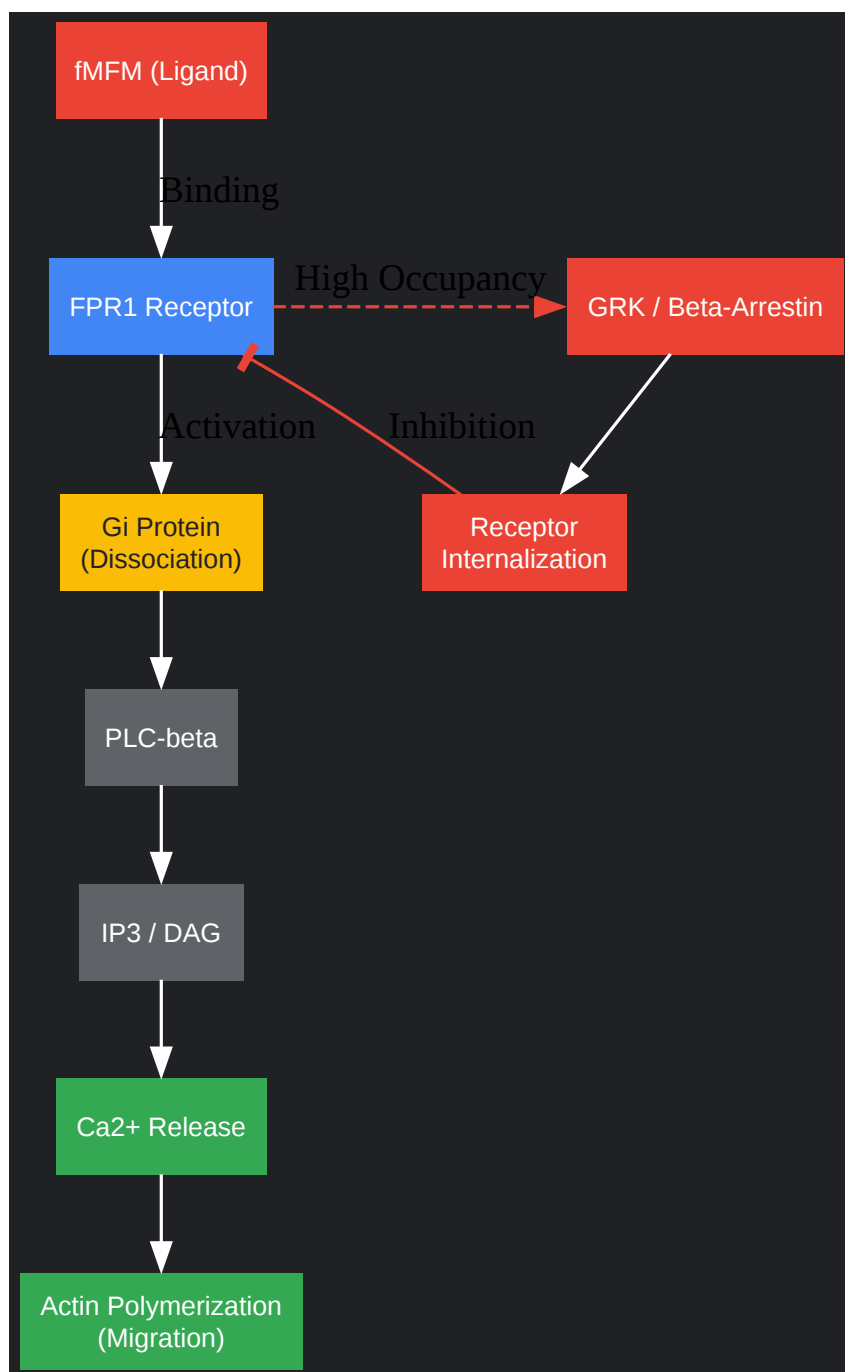 fMFM (Ligand)
Binding
FPR1 Receptor
High Occupancy
GRK / Beta-Arrestin
Activation
Inhibition
Gi Protein
(Dissociation)
Receptor
Internalization
PLC-beta
IP3 / DAG
Ca2+ Release
Actin Polymerization
(Migration)